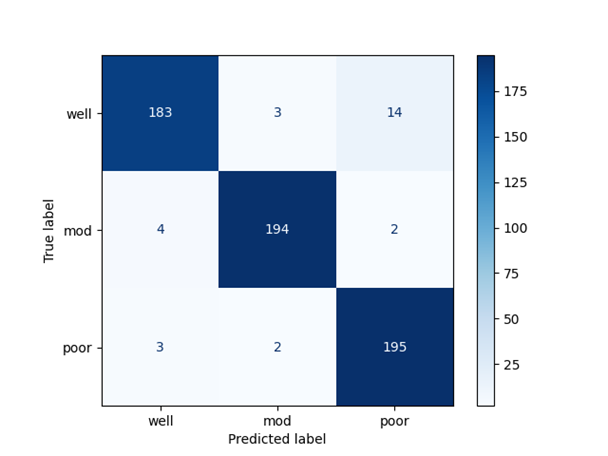 True label
well 183 3 14
mod 4 194 2
poor 3 2 195
well mod poor
Predicted label
175
150
125
100
75
50
25